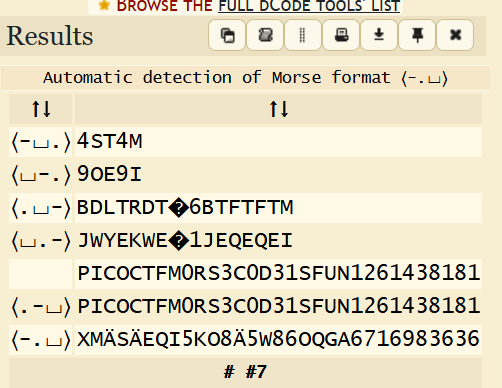 ★ BROWSE THE FULL DCODE TOOLS' LIST
Results
Automatic detection of Morse format ⟨-.⌴⟩
↑↓ ↑↓
⟨-⌴.⟩ 4ST4M
⟨⌴-.⟩ 9OE9I
⟨.⌴-⟩ BDLTRDT�6BTFTFTM
⟨⌴.-⟩ JWYEKWE�1JEQEQEI
PICOCTFM0RS3C0D31SFUN1261438181
⟨.-⌴⟩ PICOCTFM0RS3C0D31SFUN1261438181
⟨-.⌴⟩ XMÄSÄEQI5KO8Ä5W86OQGA6716983636
# #7